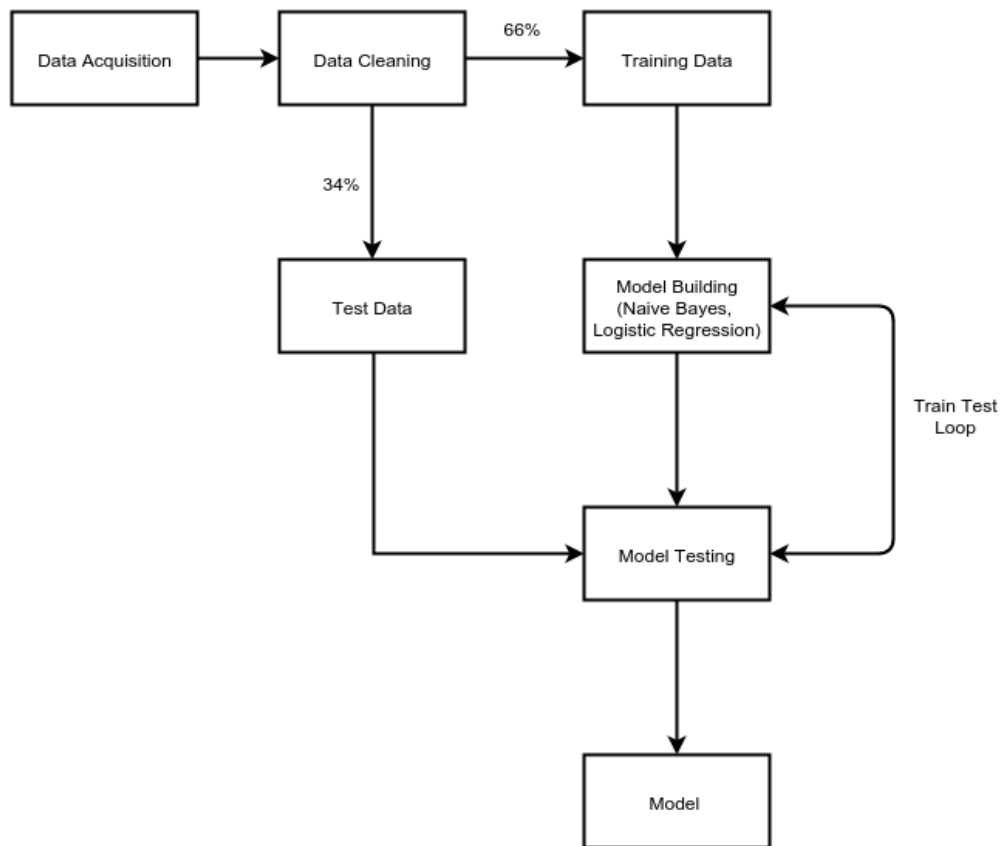 Data Acquisition
Data Cleaning
66%
Training Data
34%
Test Data
Model Building
(Naive Bayes,
Logistic Regression)
Train Test
Loop
Model Testing
Model